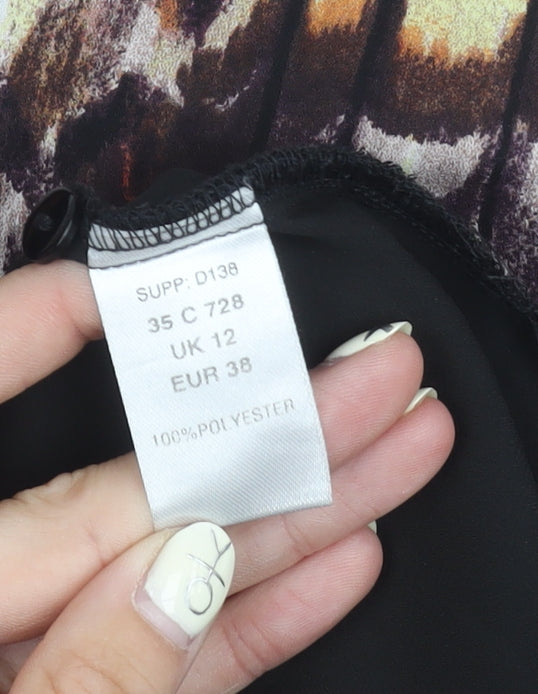 SUPP: D138
35 C 728
UK 12
EUR 38
100%POLYESTER